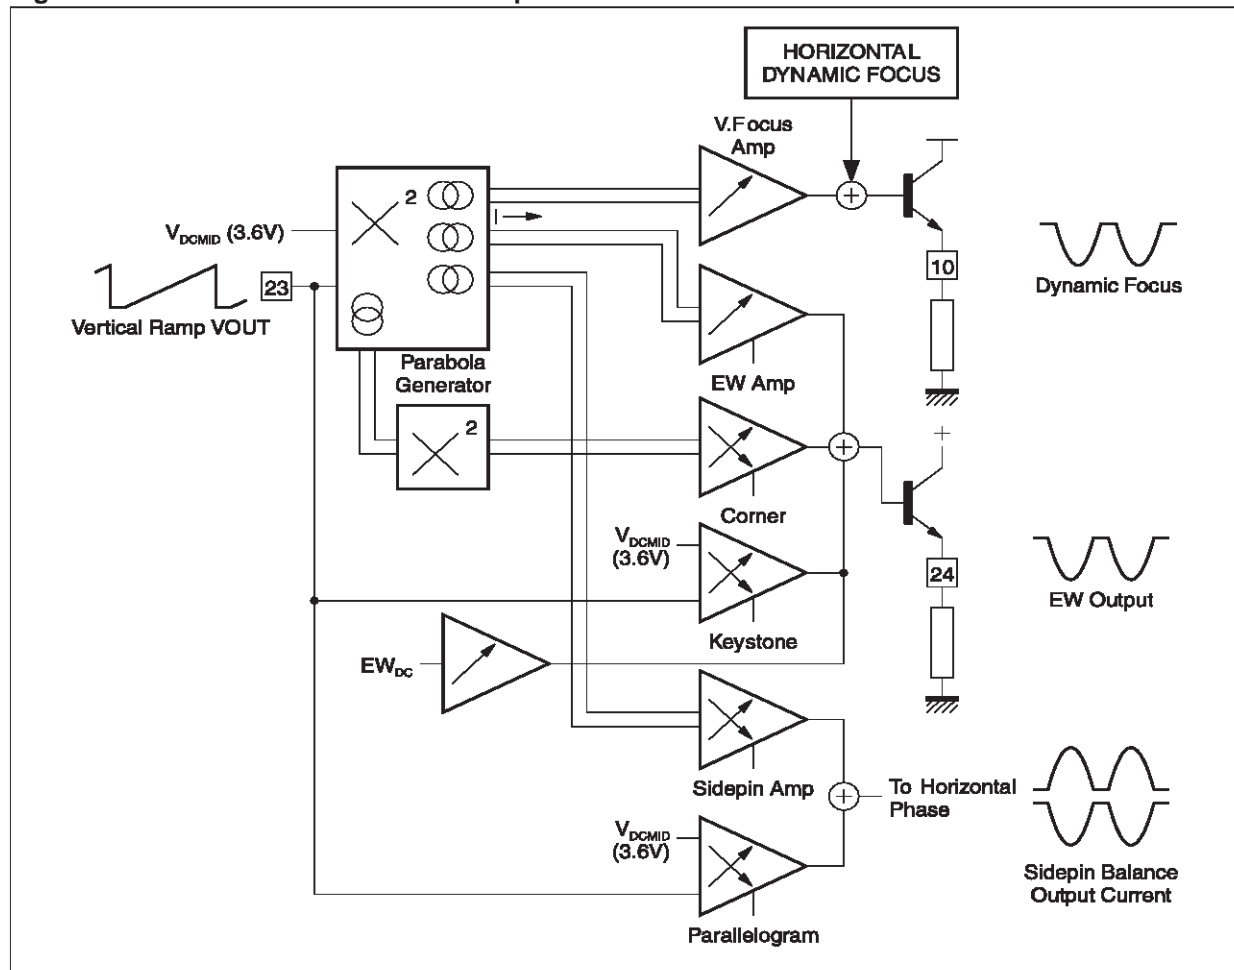 HORIZONTAL
DYNAMIC FOCUS
V.Focus
Amp
2
I
V_DCMID (3.6V)
23
Vertical Ramp VOUT
Parabola
Generator
10
Dynamic Focus
EW Amp
2
Corner
V_DCMID
(3.6V)
24
EW Output
Keystone
EW_DC
Sidepin Amp
To Horizontal
Phase
V_DCMID
(3.6V)
Sidepin Balance
Output Current
Parallelogram